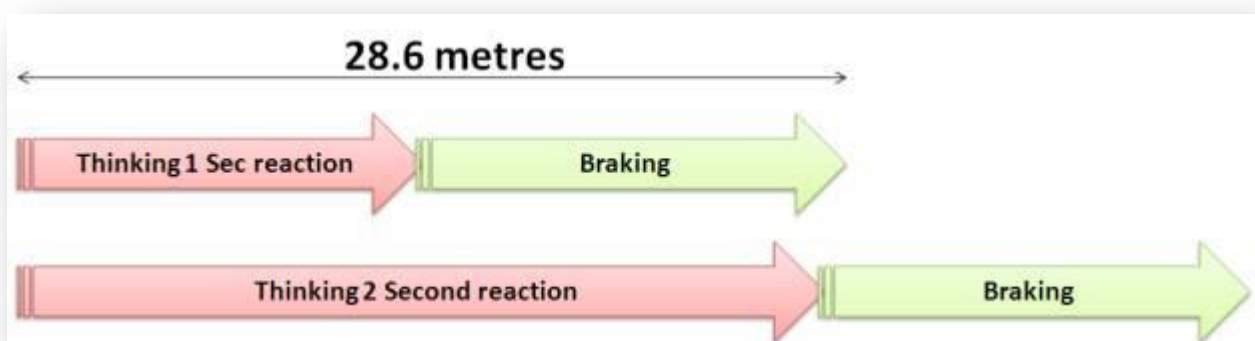 28.6 metres
Thinking 1 Sec reaction
Braking
Thinking 2 Second reaction
Braking